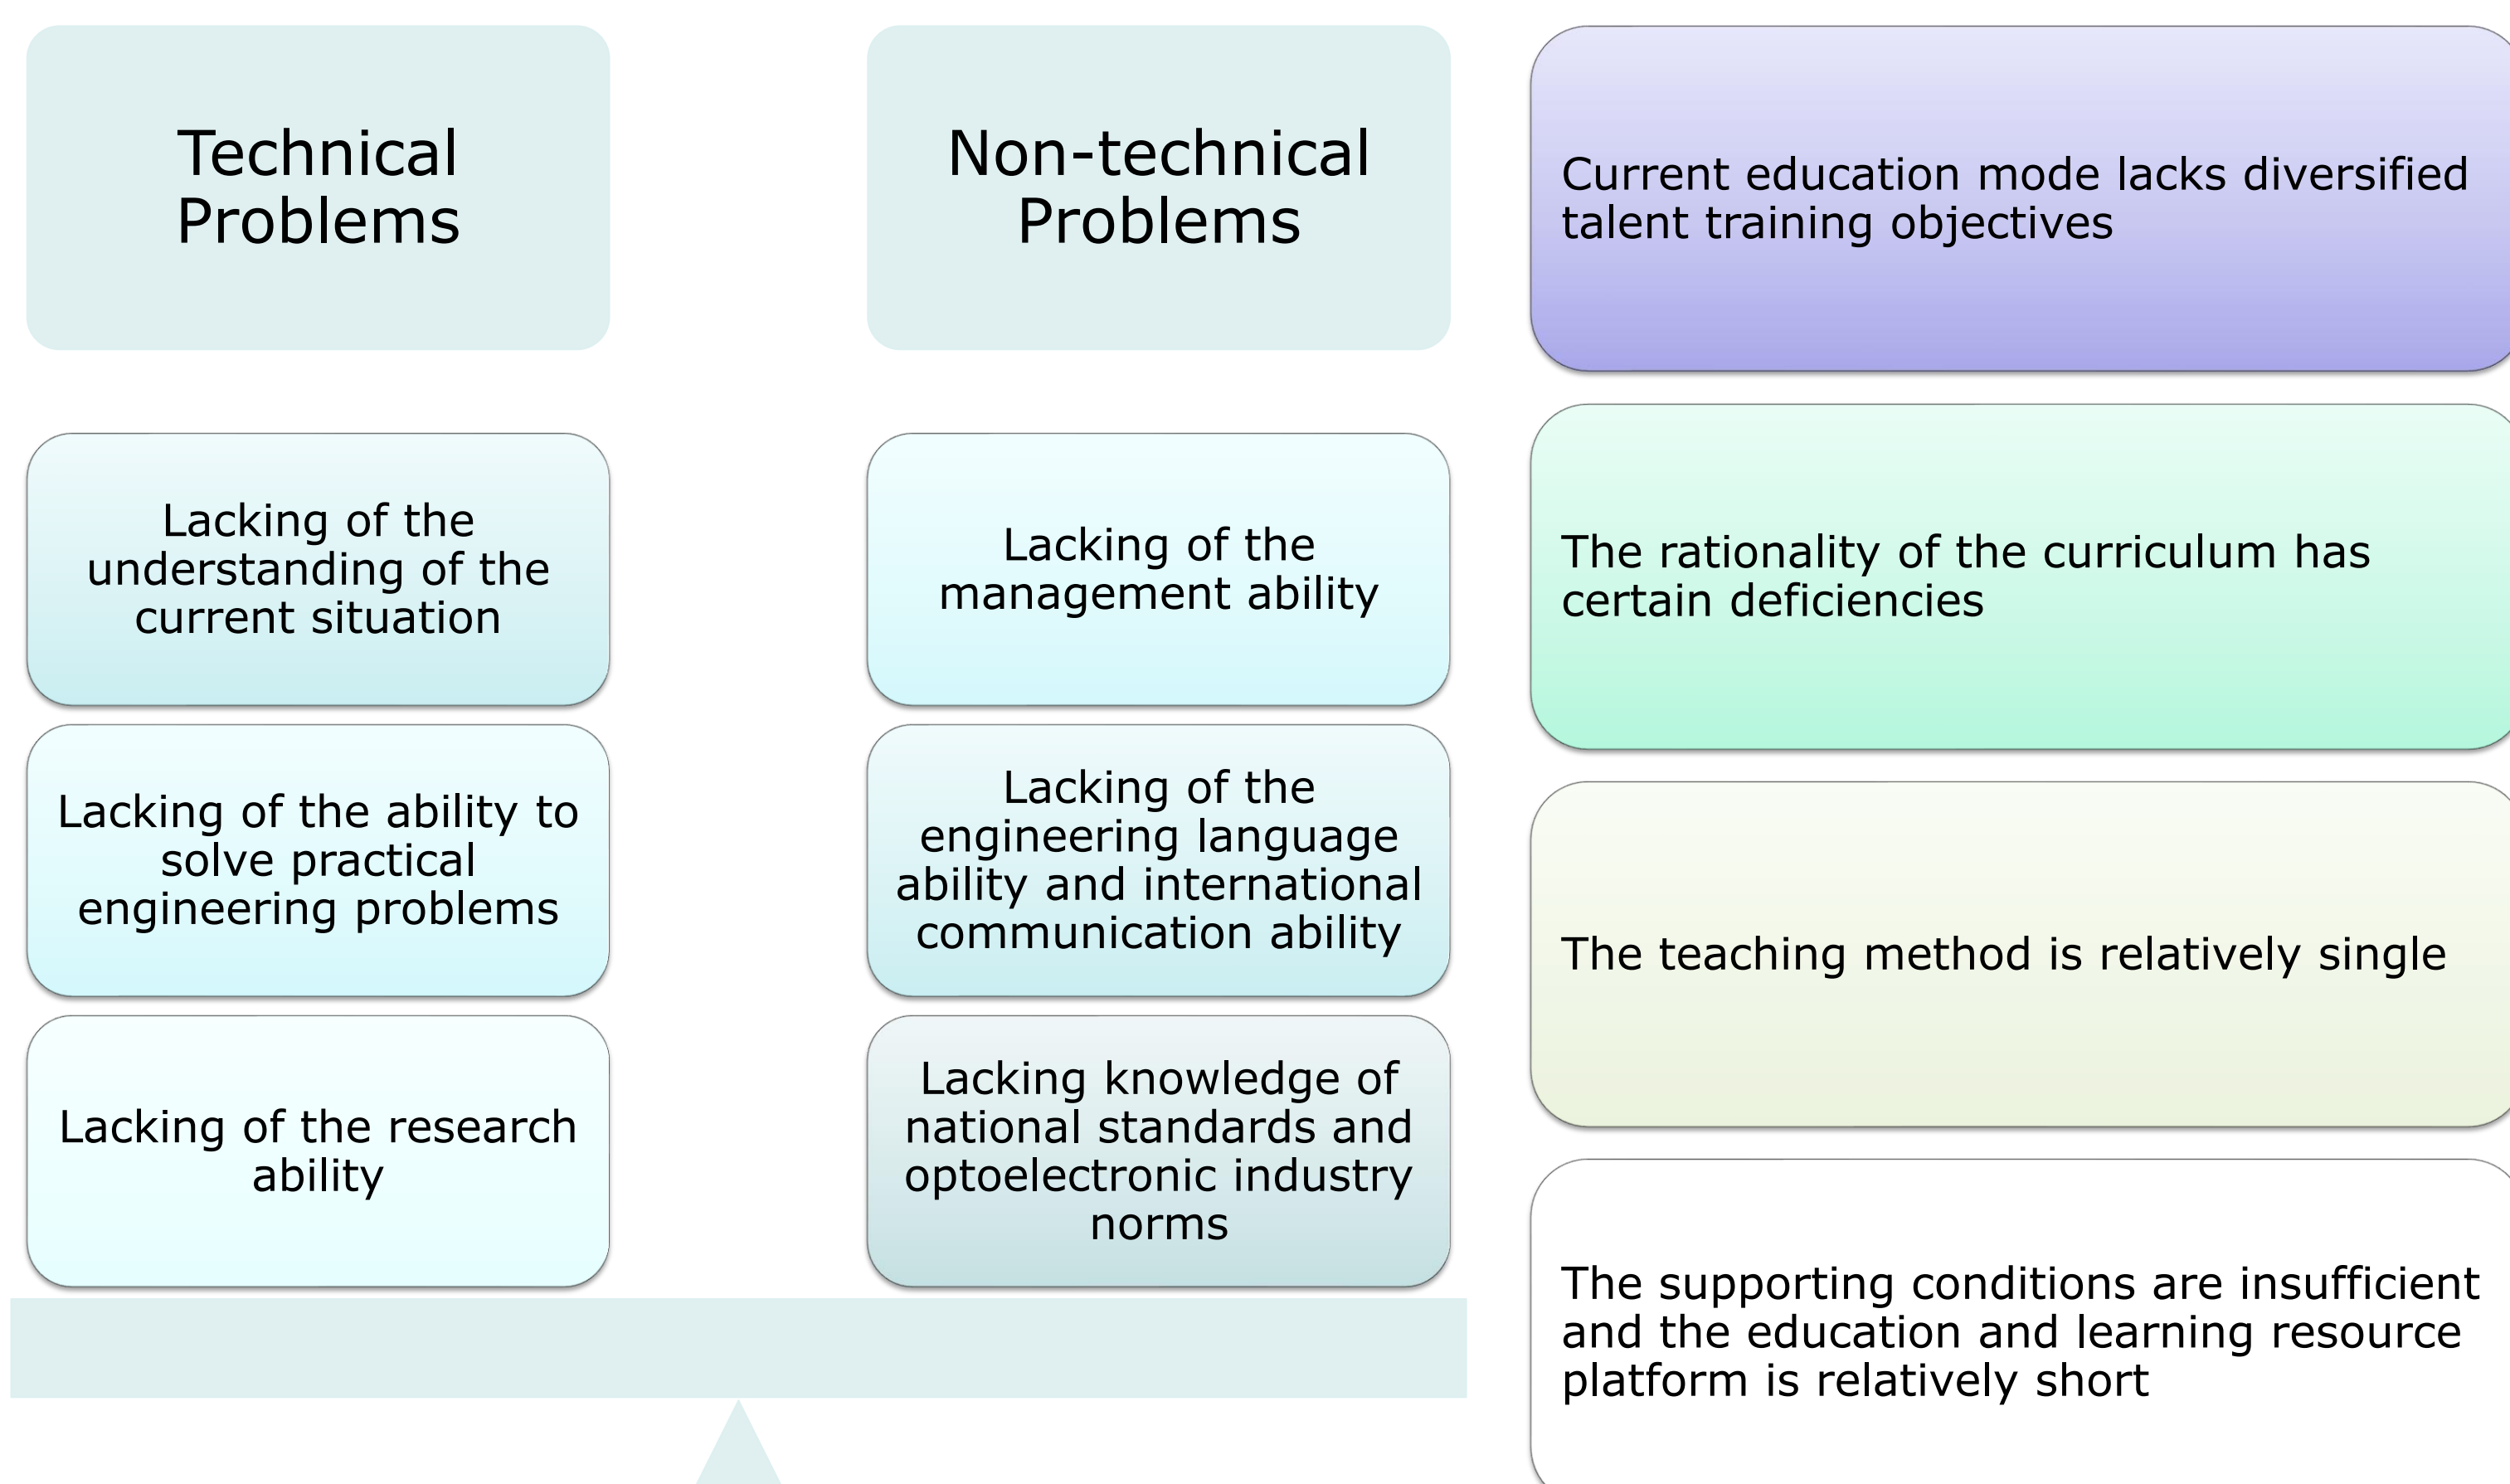 Technical
Problems
Lacking of the
understanding of the
current situation
Lacking of the ability to
solve practical
engineering problems
Lacking of the research
ability
Non-technical
Problems
Lacking of the
management ability
Lacking of the
engineering language
ability and international
communication ability
Lacking knowledge of
national standards and
optoelectronic industry
norms
Current education mode lacks diversified
talent training objectives
The rationality of the curriculum has
certain deficiencies
The teaching method is relatively single
The supporting conditions are insufficient
and the education and learning resource
platform is relatively short